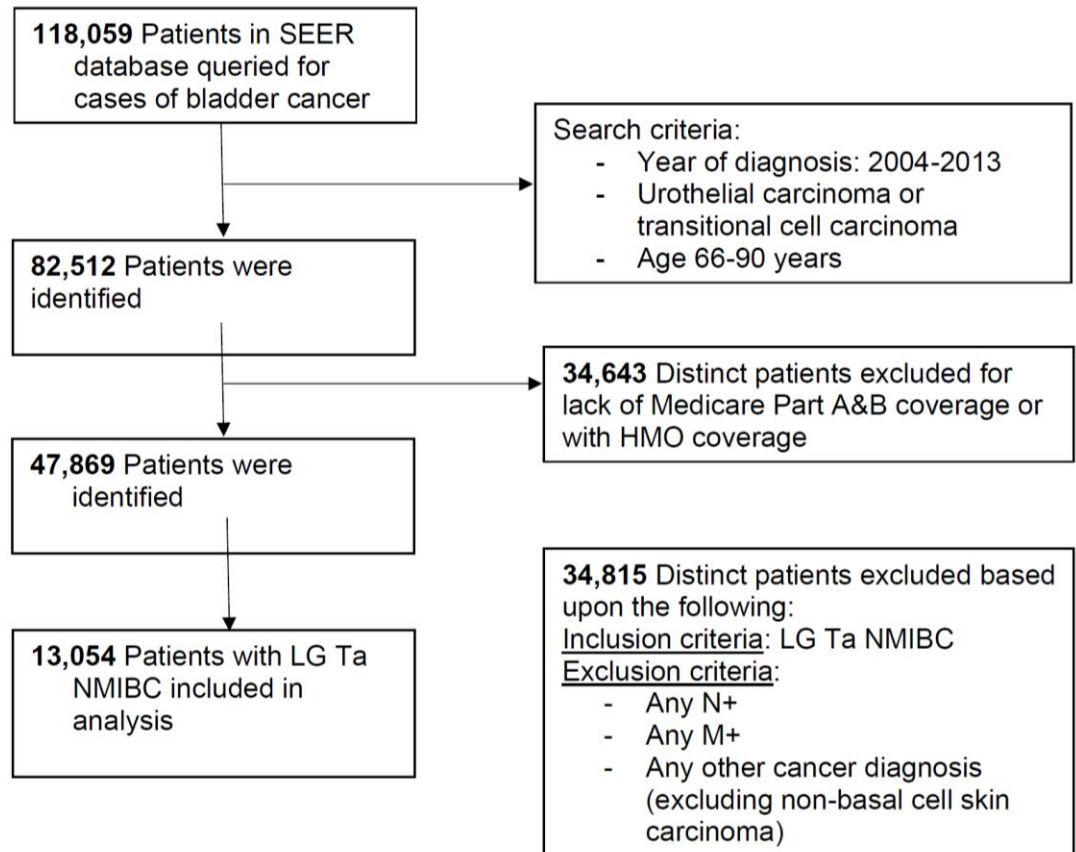 118,059 Patients in SEER
database queried for
cases of bladder cancer
Search criteria:
- Year of diagnosis: 2004-2013
- Urothelial carcinoma or
transitional cell carcinoma
- Age 66-90 years
82,512 Patients were
identified
34,643 Distinct patients excluded for
lack of Medicare Part A&B coverage or
with HMO coverage
47,869 Patients were
identified
34,815 Distinct patients excluded based
upon the following:
Inclusion criteria: LG Ta NMIBC
Exclusion criteria:
- Any N+
- Any M+
- Any other cancer diagnosis
(excluding non-basal cell skin
carcinoma)
13,054 Patients with LG Ta
NMIBC included in
analysis